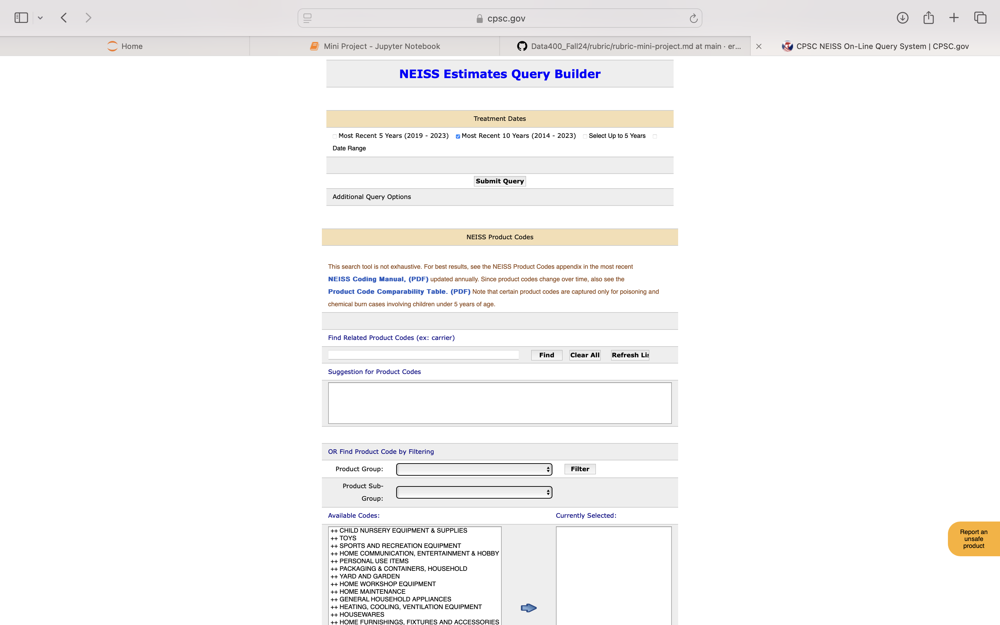 cpsc.gov
Home
Mini Project - Jupyter Notebook
Data400_Fall24/rubric/rubric-mini-project.md at main · er...
CPSC NEISS On-Line Query System | CPSC.gov
NEISS Estimates Query Builder
Treatment Dates
Most Recent 5 Years (2019 - 2023) Most Recent 10 Years (2014 - 2023) Select Up to 5 Years
Date Range
Submit Query
Additional Query Options
NEISS Product Codes
This search tool is not exhaustive. For best results, see the NEISS Product Codes appendix in the most recent
NEISS Coding Manual, (PDF) updated annually. Since product codes change over time, also see the
Product Code Comparability Table. (PDF) Note that certain product codes are captured only for poisoning and
chemical burn cases involving children under 5 years of age.
Find Related Product Codes (ex: carrier)
Find Clear All Refresh Lis
Suggestion for Product Codes
OR Find Product Code by Filtering
Product Group: Filter
Product Sub-
Group:
Available Codes: Currently Selected:
++ CHILD NURSERY EQUIPMENT & SUPPLIES
++ TOYS
++ SPORTS AND RECREATION EQUIPMENT
++ HOME COMMUNICATION, ENTERTAINMENT & HOBBY
++ PERSONAL USE ITEMS
++ PACKAGING & CONTAINERS, HOUSEHOLD
++ YARD AND GARDEN
++ HOME WORKSHOP EQUIPMENT
++ HOME MAINTENANCE
++ GENERAL HOUSEHOLD APPLIANCES
++ HEATING, COOLING, VENTILATION EQUIPMENT
++ HOUSEWARES
++ HOME FURNISHINGS, FIXTURES AND ACCESSORIES
Report an
unsafe
product